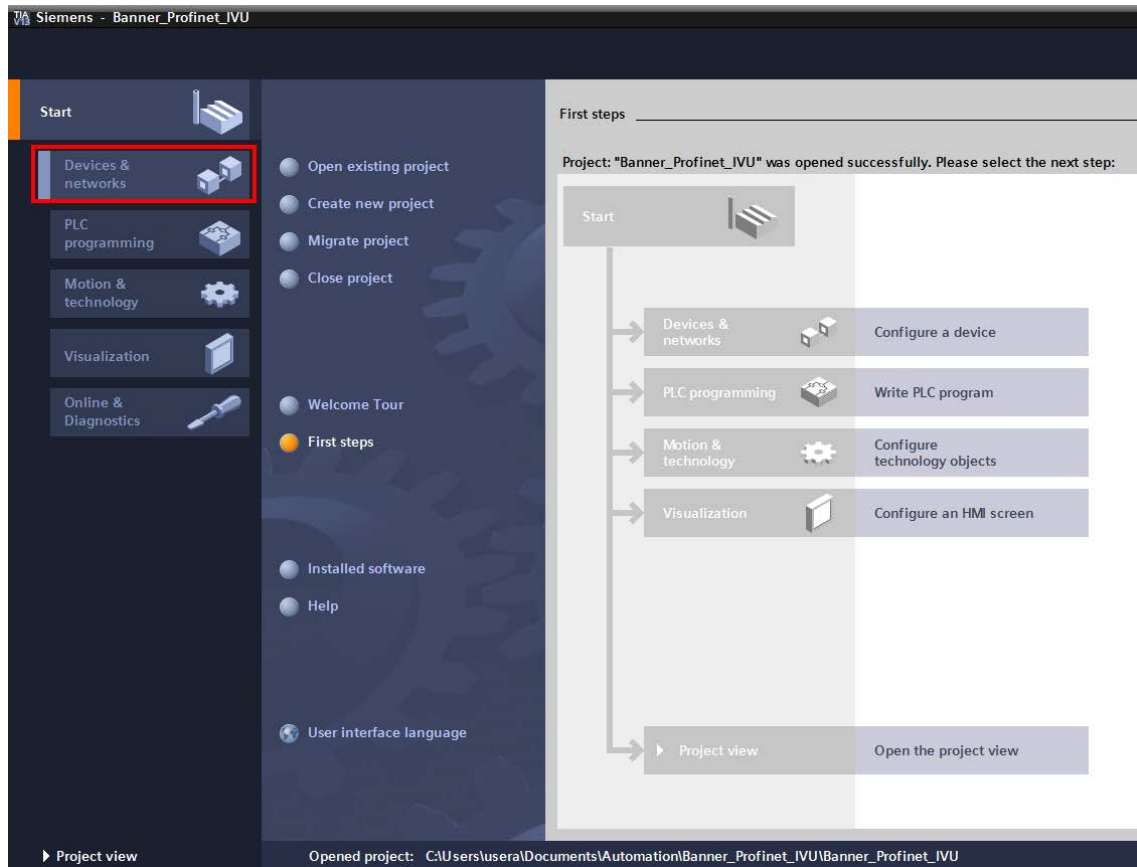 TIA V13 Siemens - Banner_Profinet_IVU
Start
Devices &
networks
PLC
programming
Motion &
technology
Visualization
Online &
Diagnostics
Open existing project
Create new project
Migrate project
Close project
Welcome Tour
First steps
Installed software
Help
User interface language
First steps
Project: "Banner_Profinet_IVU" was opened successfully. Please select the next step:
Start
Devices &
networks
Configure a device
PLC programming
Write PLC program
Motion &
technology
Configure
technology objects
Visualization
Configure an HMI screen
Project view
Open the project view
Project view
Opened project: C:\Users\usera\Documents\Automation\Banner_Profinet_IVU\Banner_Profinet_IVU